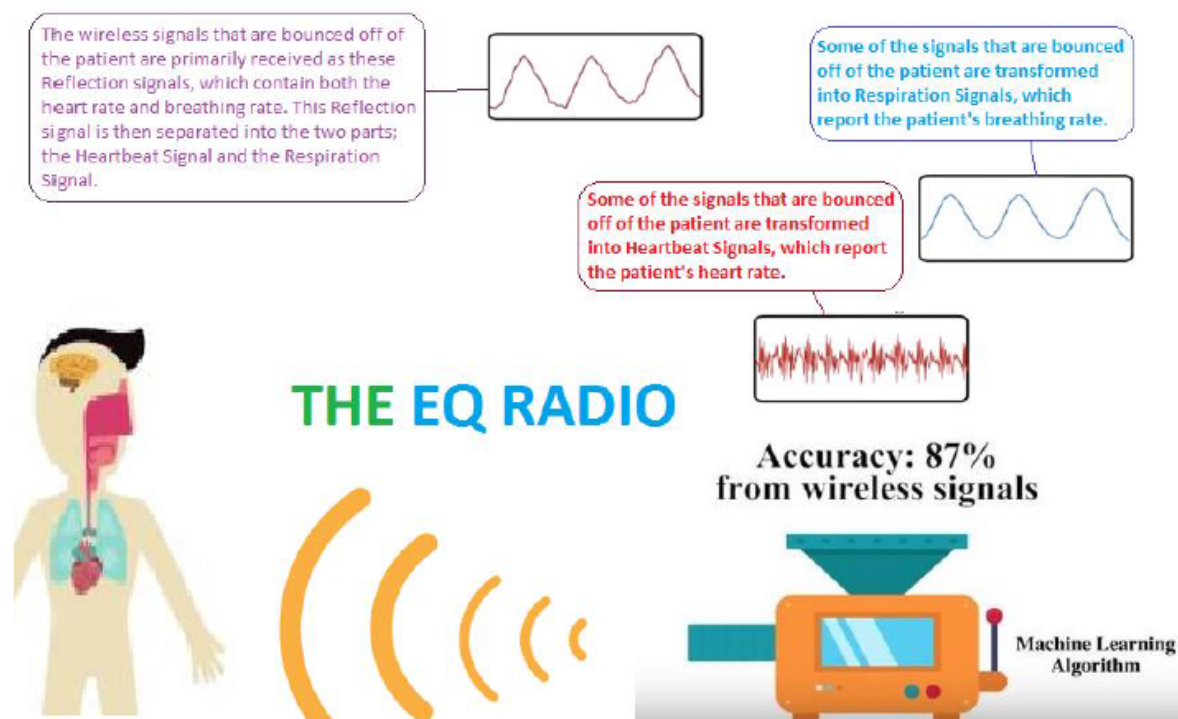 The wireless signals that are bounced off of
the patient are primarily received as these
Reflection signals, which contain both the
heart rate and breathing rate. This Reflection
signal is then separated into the two parts;
the Heartbeat Signal and the Respiration
Signal.
Some of the signals that are bounced
off of the patient are transformed
into Respiration Signals, which
report the patient's breathing rate.
Some of the signals that are bounced
off of the patient are transformed
into Heartbeat Signals, which report
the patient's heart rate.
THE EQ RADIO
Accuracy: 87%
from wireless signals
Machine Learning
Algorithm